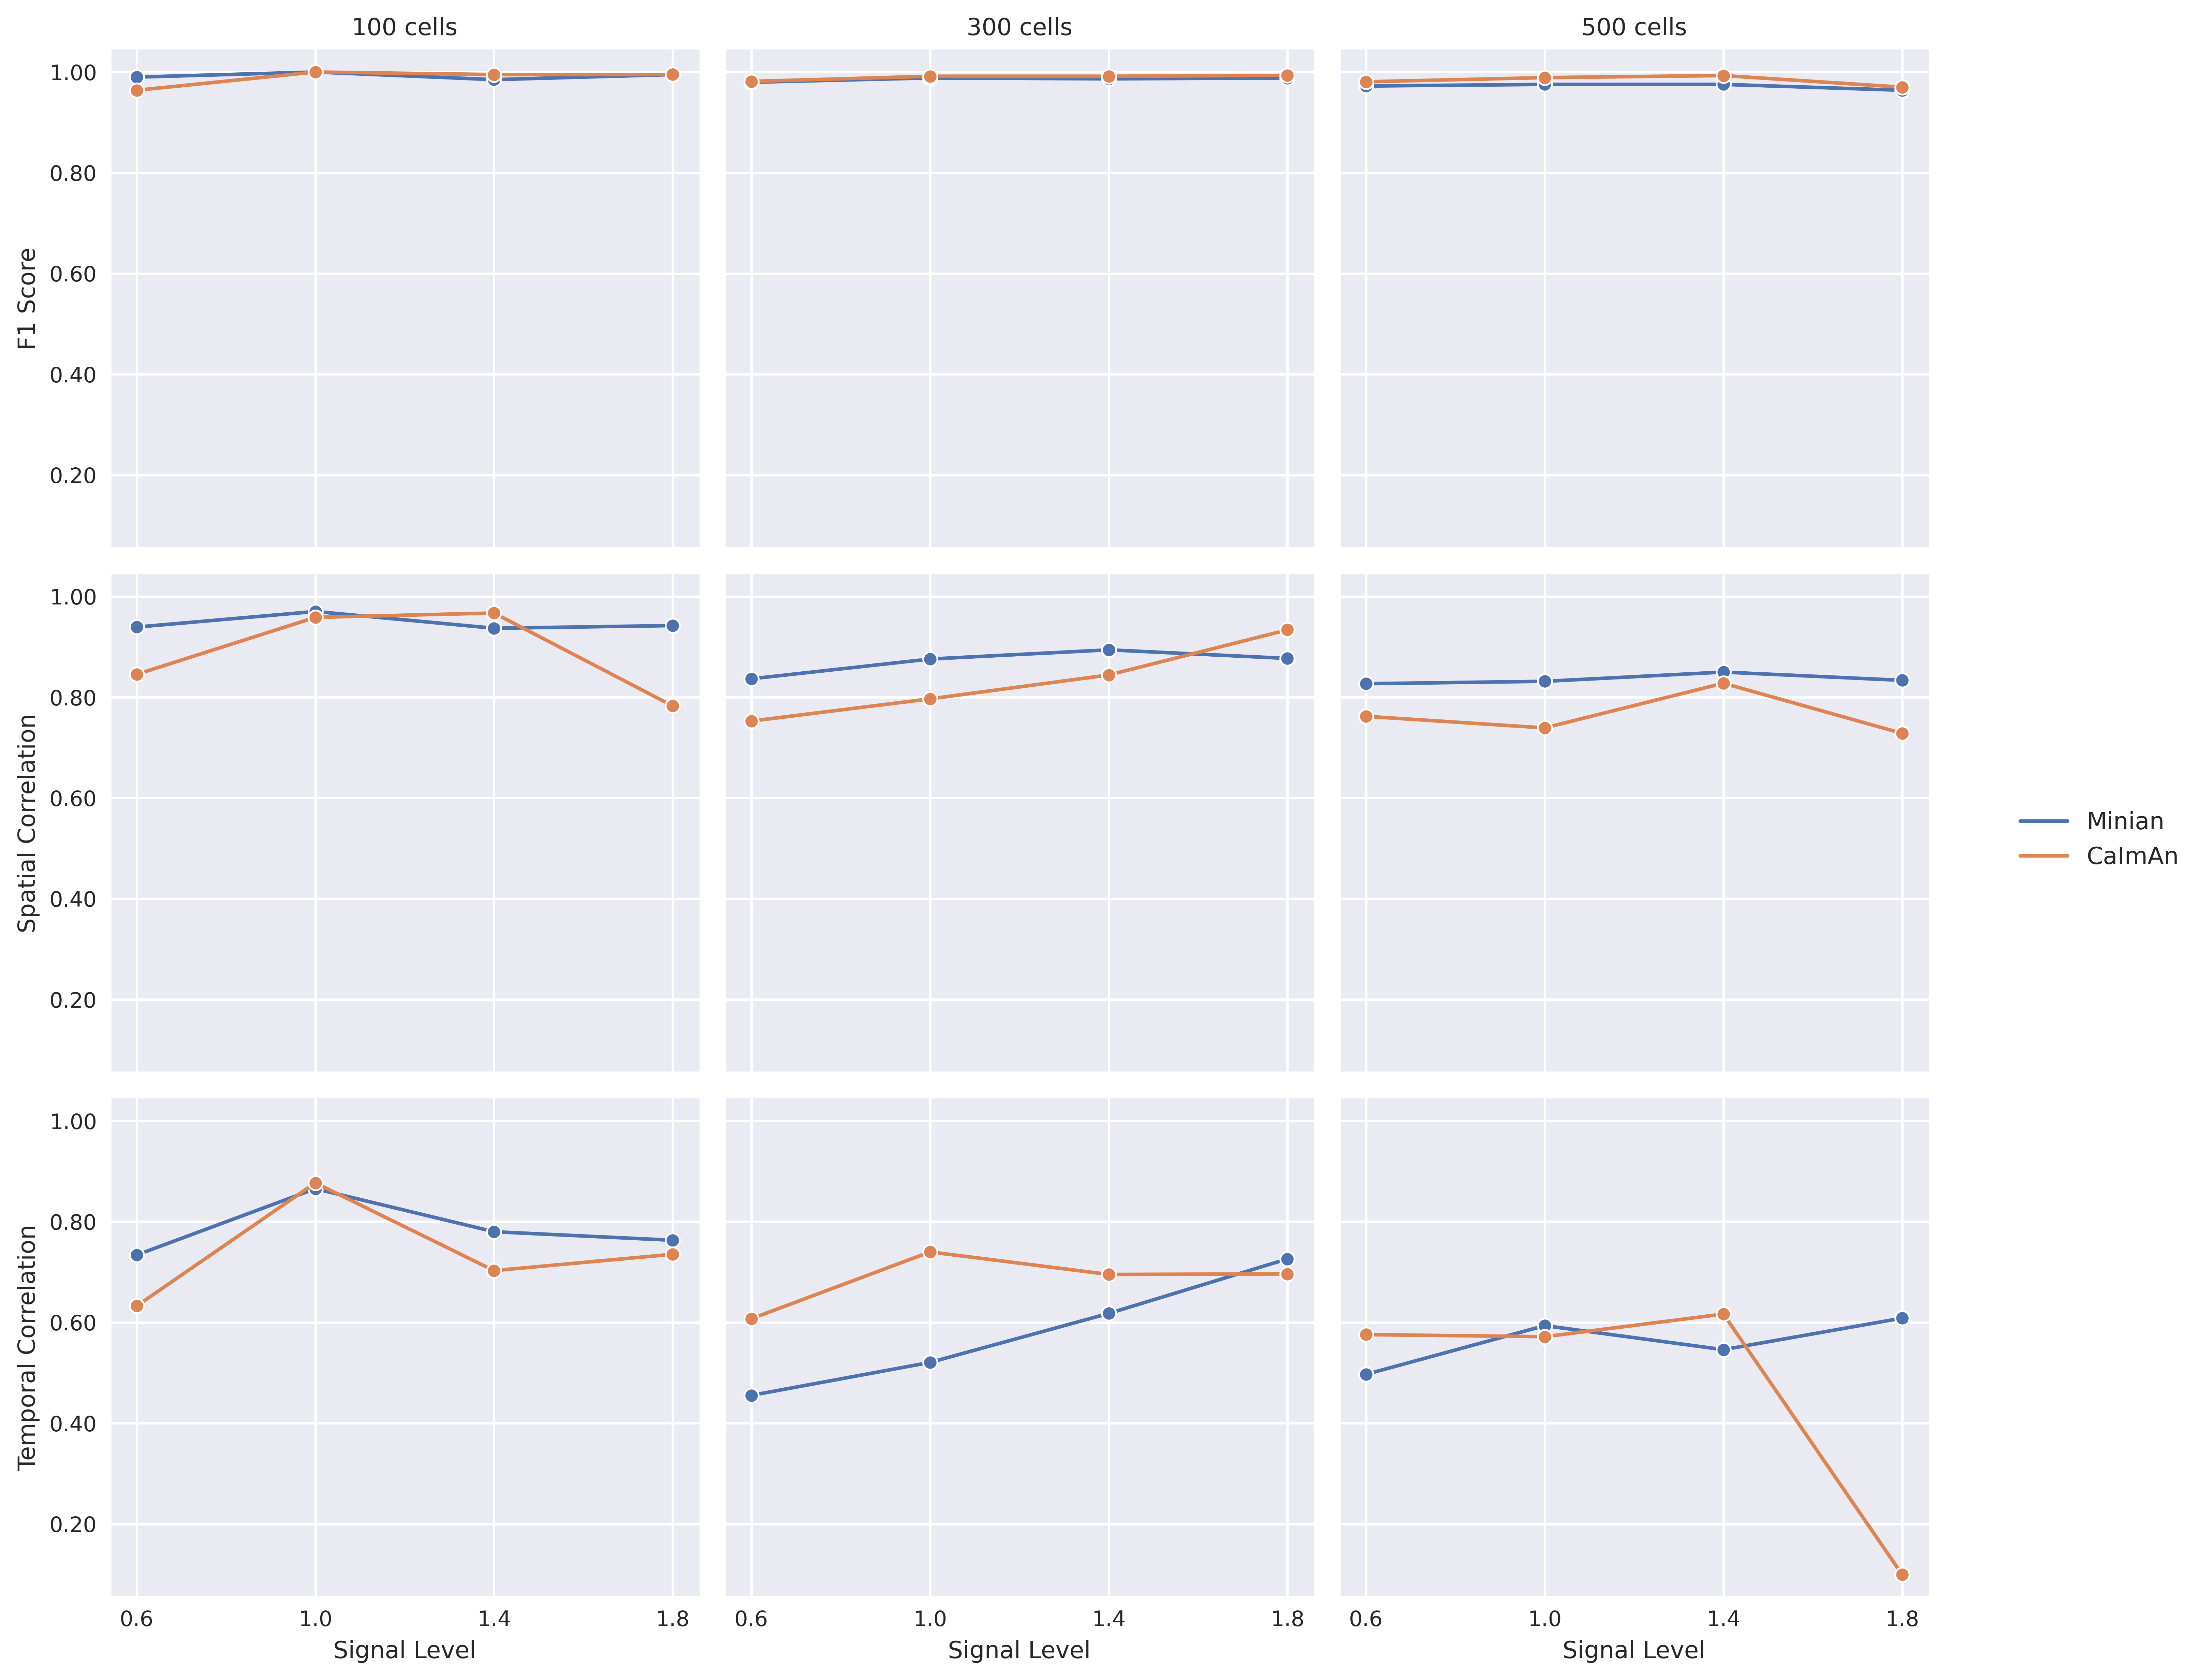 100 cells
300 cells
500 cells
F1 Score
1.00
0.80
0.60
0.40
0.20
Spatial Correlation
1.00
0.80
0.60
0.40
0.20
Minian
CaImAn
Temporal Correlation
1.00
0.80
0.60
0.40
0.20
0.6 1.0 1.4 1.8
0.6 1.0 1.4 1.8
0.6 1.0 1.4 1.8
Signal Level
Signal Level
Signal Level